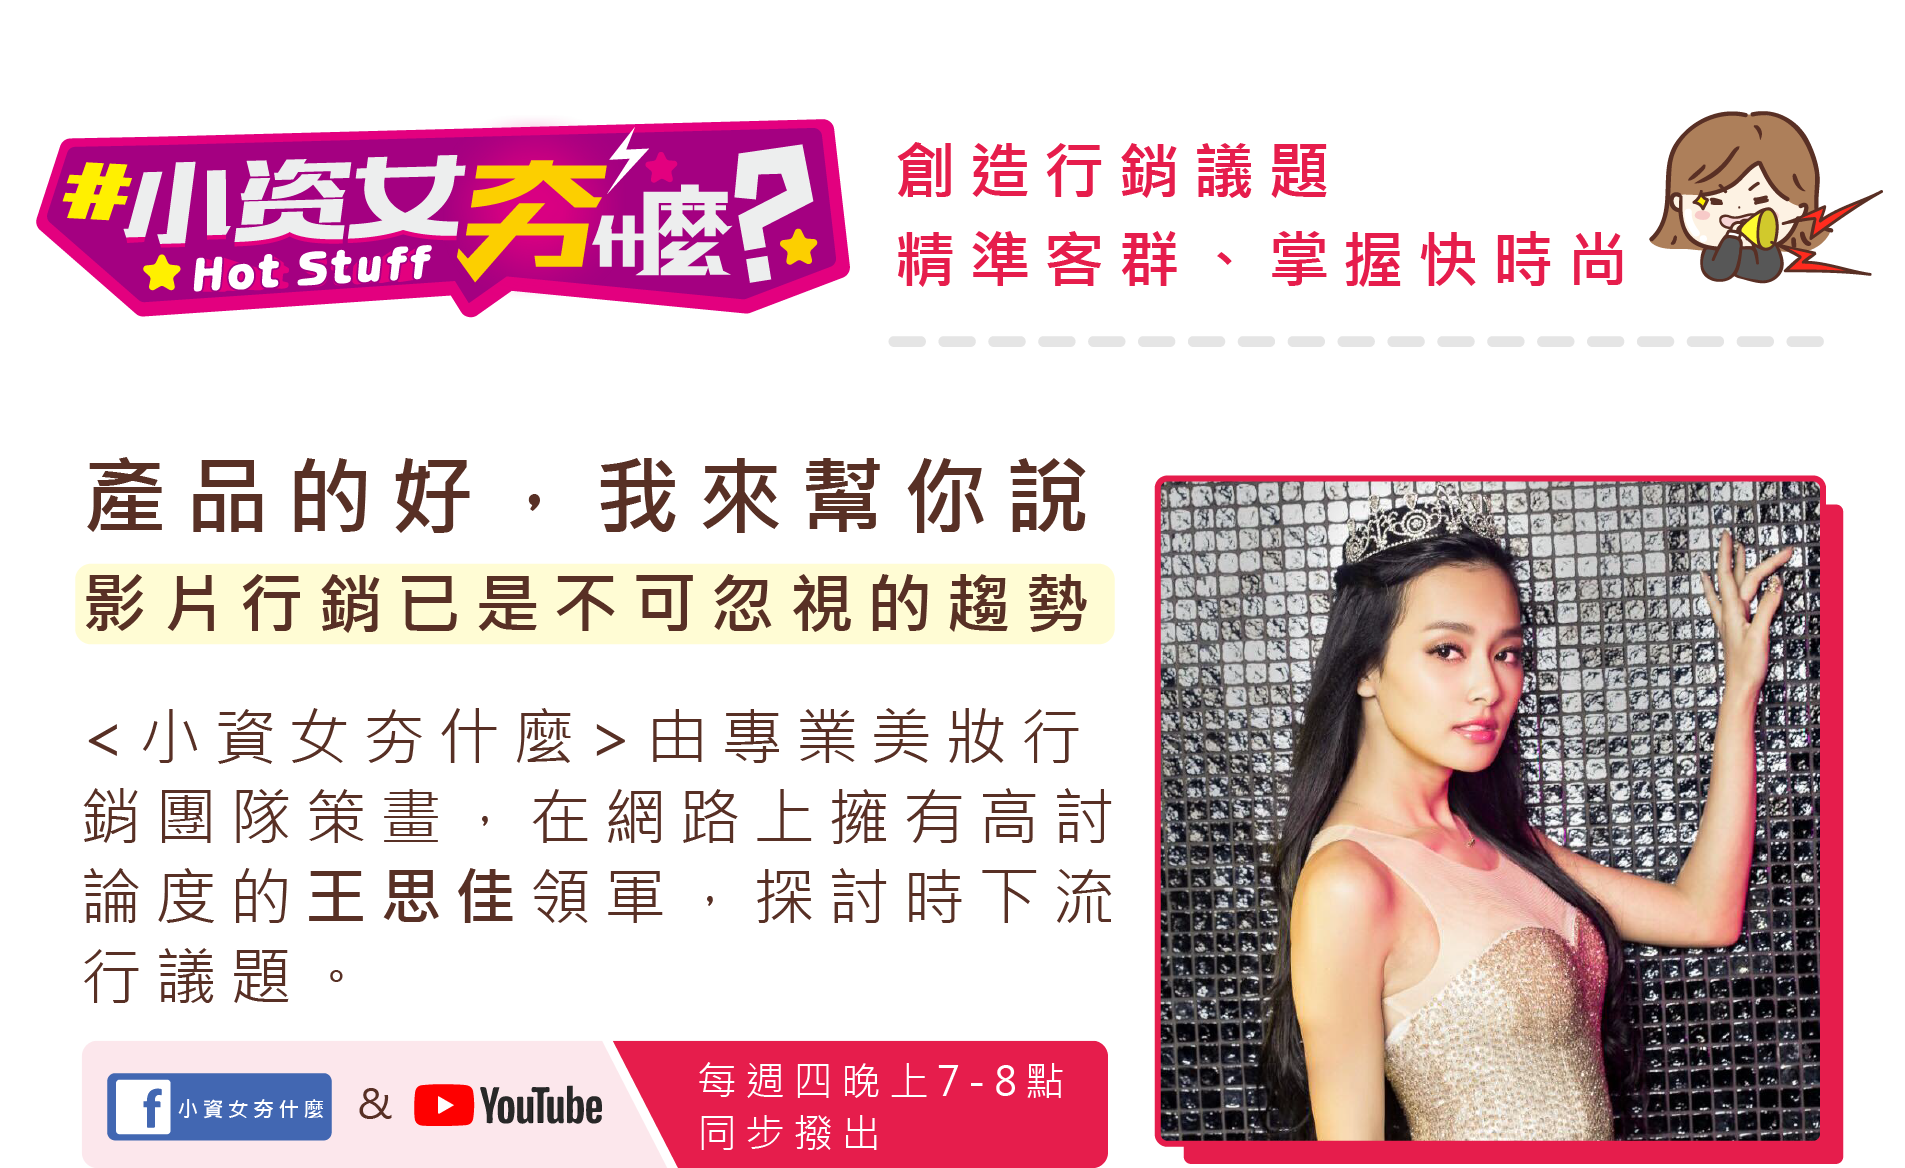 #小資女夯什麼?
Hot Stuff
創造行銷議題
精準客群、掌握快時尚
產品的好，我來幫你說
影片行銷已是不可忽視的趨勢
<小資女夯什麼>由專業美妝行
銷團隊策畫，在網路上擁有高討
論度的王思佳領軍，探討時下流
行議題。
f 小資女夯什麼 & YouTube
每週四晚上7-8點
同步撥出